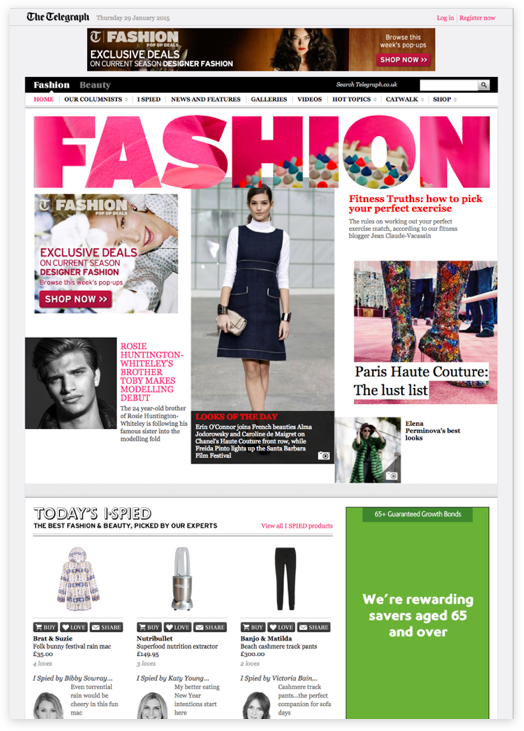 The Telegraph
Thursday 29 January 2015
Log in | Register now
FASHION
POP UP DEALS
EXCLUSIVE DEALS
ON CURRENT SEASON DESIGNER FASHION
Browse this
week's pop-ups
SHOP NOW >>
Fashion Beauty
Search Telegraph.co.uk
HOME OUR COLUMNISTS I SPIED NEWS AND FEATURES GALLERIES VIDEOS HOT TOPICS CATWALK SHOP
FASHION
FASHION
POP UP DEALS
EXCLUSIVE DEALS
ON CURRENT SEASON
DESIGNER FASHION
Browse this week's pop-ups
SHOP NOW >>
Fitness Truths: how to pick
your perfect exercise
The rules on working out your perfect
exercise match, according to our fitness
blogger Jean Claude-Vacassin
ROSIE
HUNTINGTON-
WHITELEY'S
BROTHER
TOBY MAKES
MODELLING
DEBUT
The 24 year-old brother
of Rosie Huntington-
Whiteley is following his
famous sister into the
modelling fold
LOOKS OF THE DAY
Erin O'Connor joins French beauties Alma
Jodorowsky and Caroline de Maigret on
Chanel's Haute Couture front row, while
Freida Pinto lights up the Santa Barbara
Film Festival
Paris Haute Couture:
The lust list
Elena
Perminova's best
looks
TODAY'S I-SPIED
THE BEST FASHION & BEAUTY, PICKED BY OUR EXPERTS
View all I SPIED products
BUY LOVE SHARE
Brat & Suzie
Folk bunny festival rain mac
£35.00
4 loves
I Spied by Bibby Sowray...
Even torrential
rain would be
cheery in this fun
mac
BUY LOVE SHARE
Nutribullet
Superfood nutrition extractor
£149.95
3 loves
I Spied by Katy Young...
My better eating
New Year
intentions start
here
BUY LOVE SHARE
Banjo & Matilda
Beach cashmere track pants
£300.00
2 loves
I Spied by Victoria Bain...
Cashmere track
pants...the perfect
companion for sofa
days
65+ Guaranteed Growth Bonds
We're rewarding
savers aged 65
and over